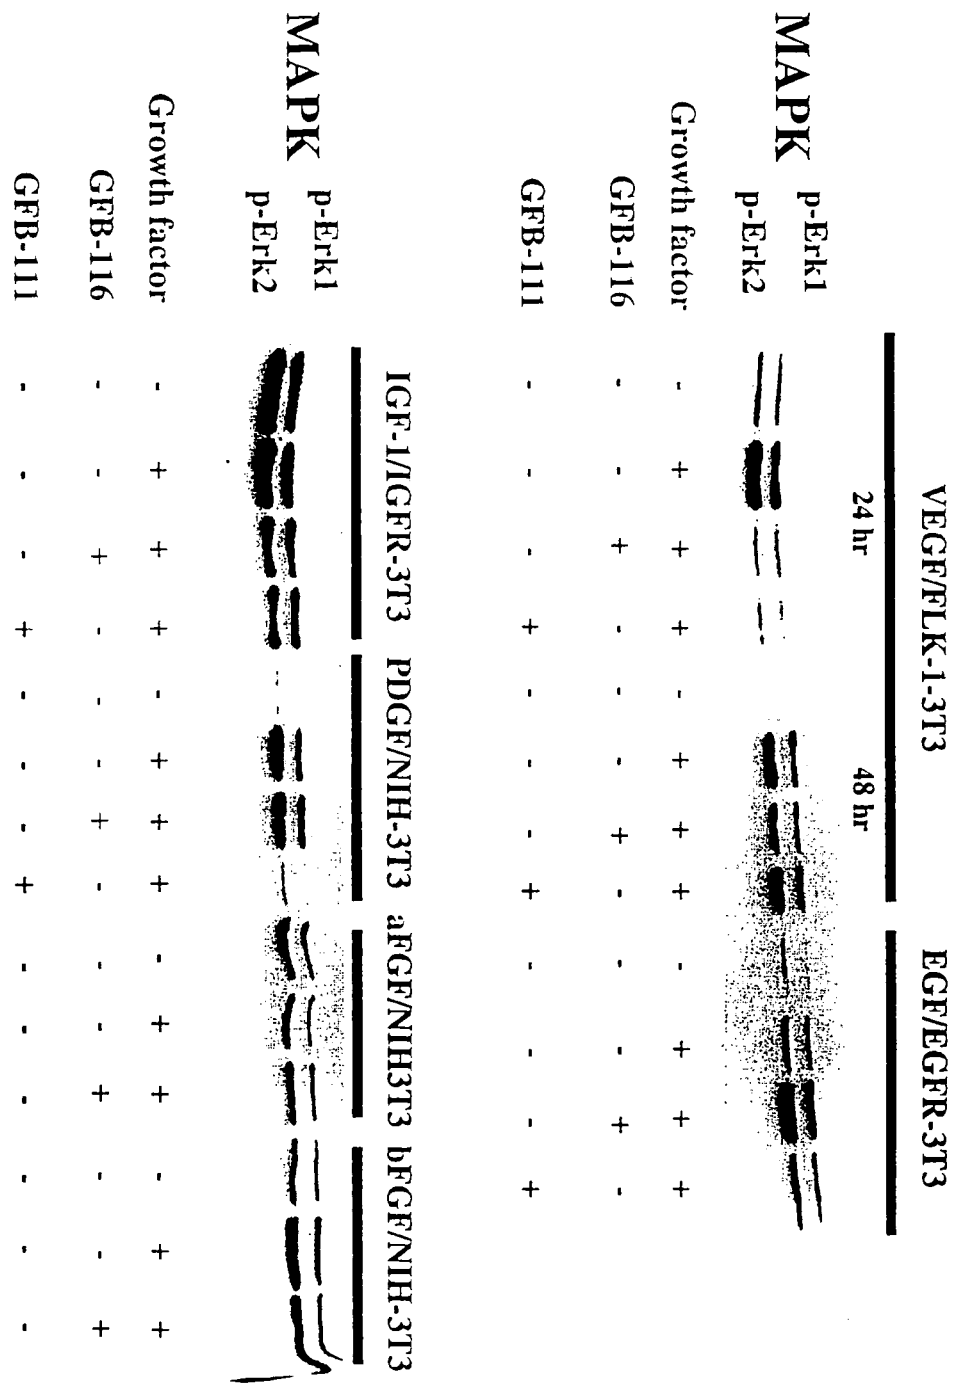 VEGF/FLK-1-3T3 EGF/EGFR-3T3
24 hr 48 hr
p-Erk1
MAPK
p-Erk2
Growth factor - + + + - + + + - + + +
GFB-116 - - + - - - + - - - + -
GFB-111 - - - + - - - + - - - +
IGF-1/IGFR-3T3 PDGF/NIH-3T3 aFGF/NIH3T3 bFGF/NIH-3T3
p-Erk1
MAPK
p-Erk2
Growth factor - + + + - + + + - + + - + +
GFB-116 - - + - - - + - - - + - - +
GFB-111 - - - + - - - + - - - - - -